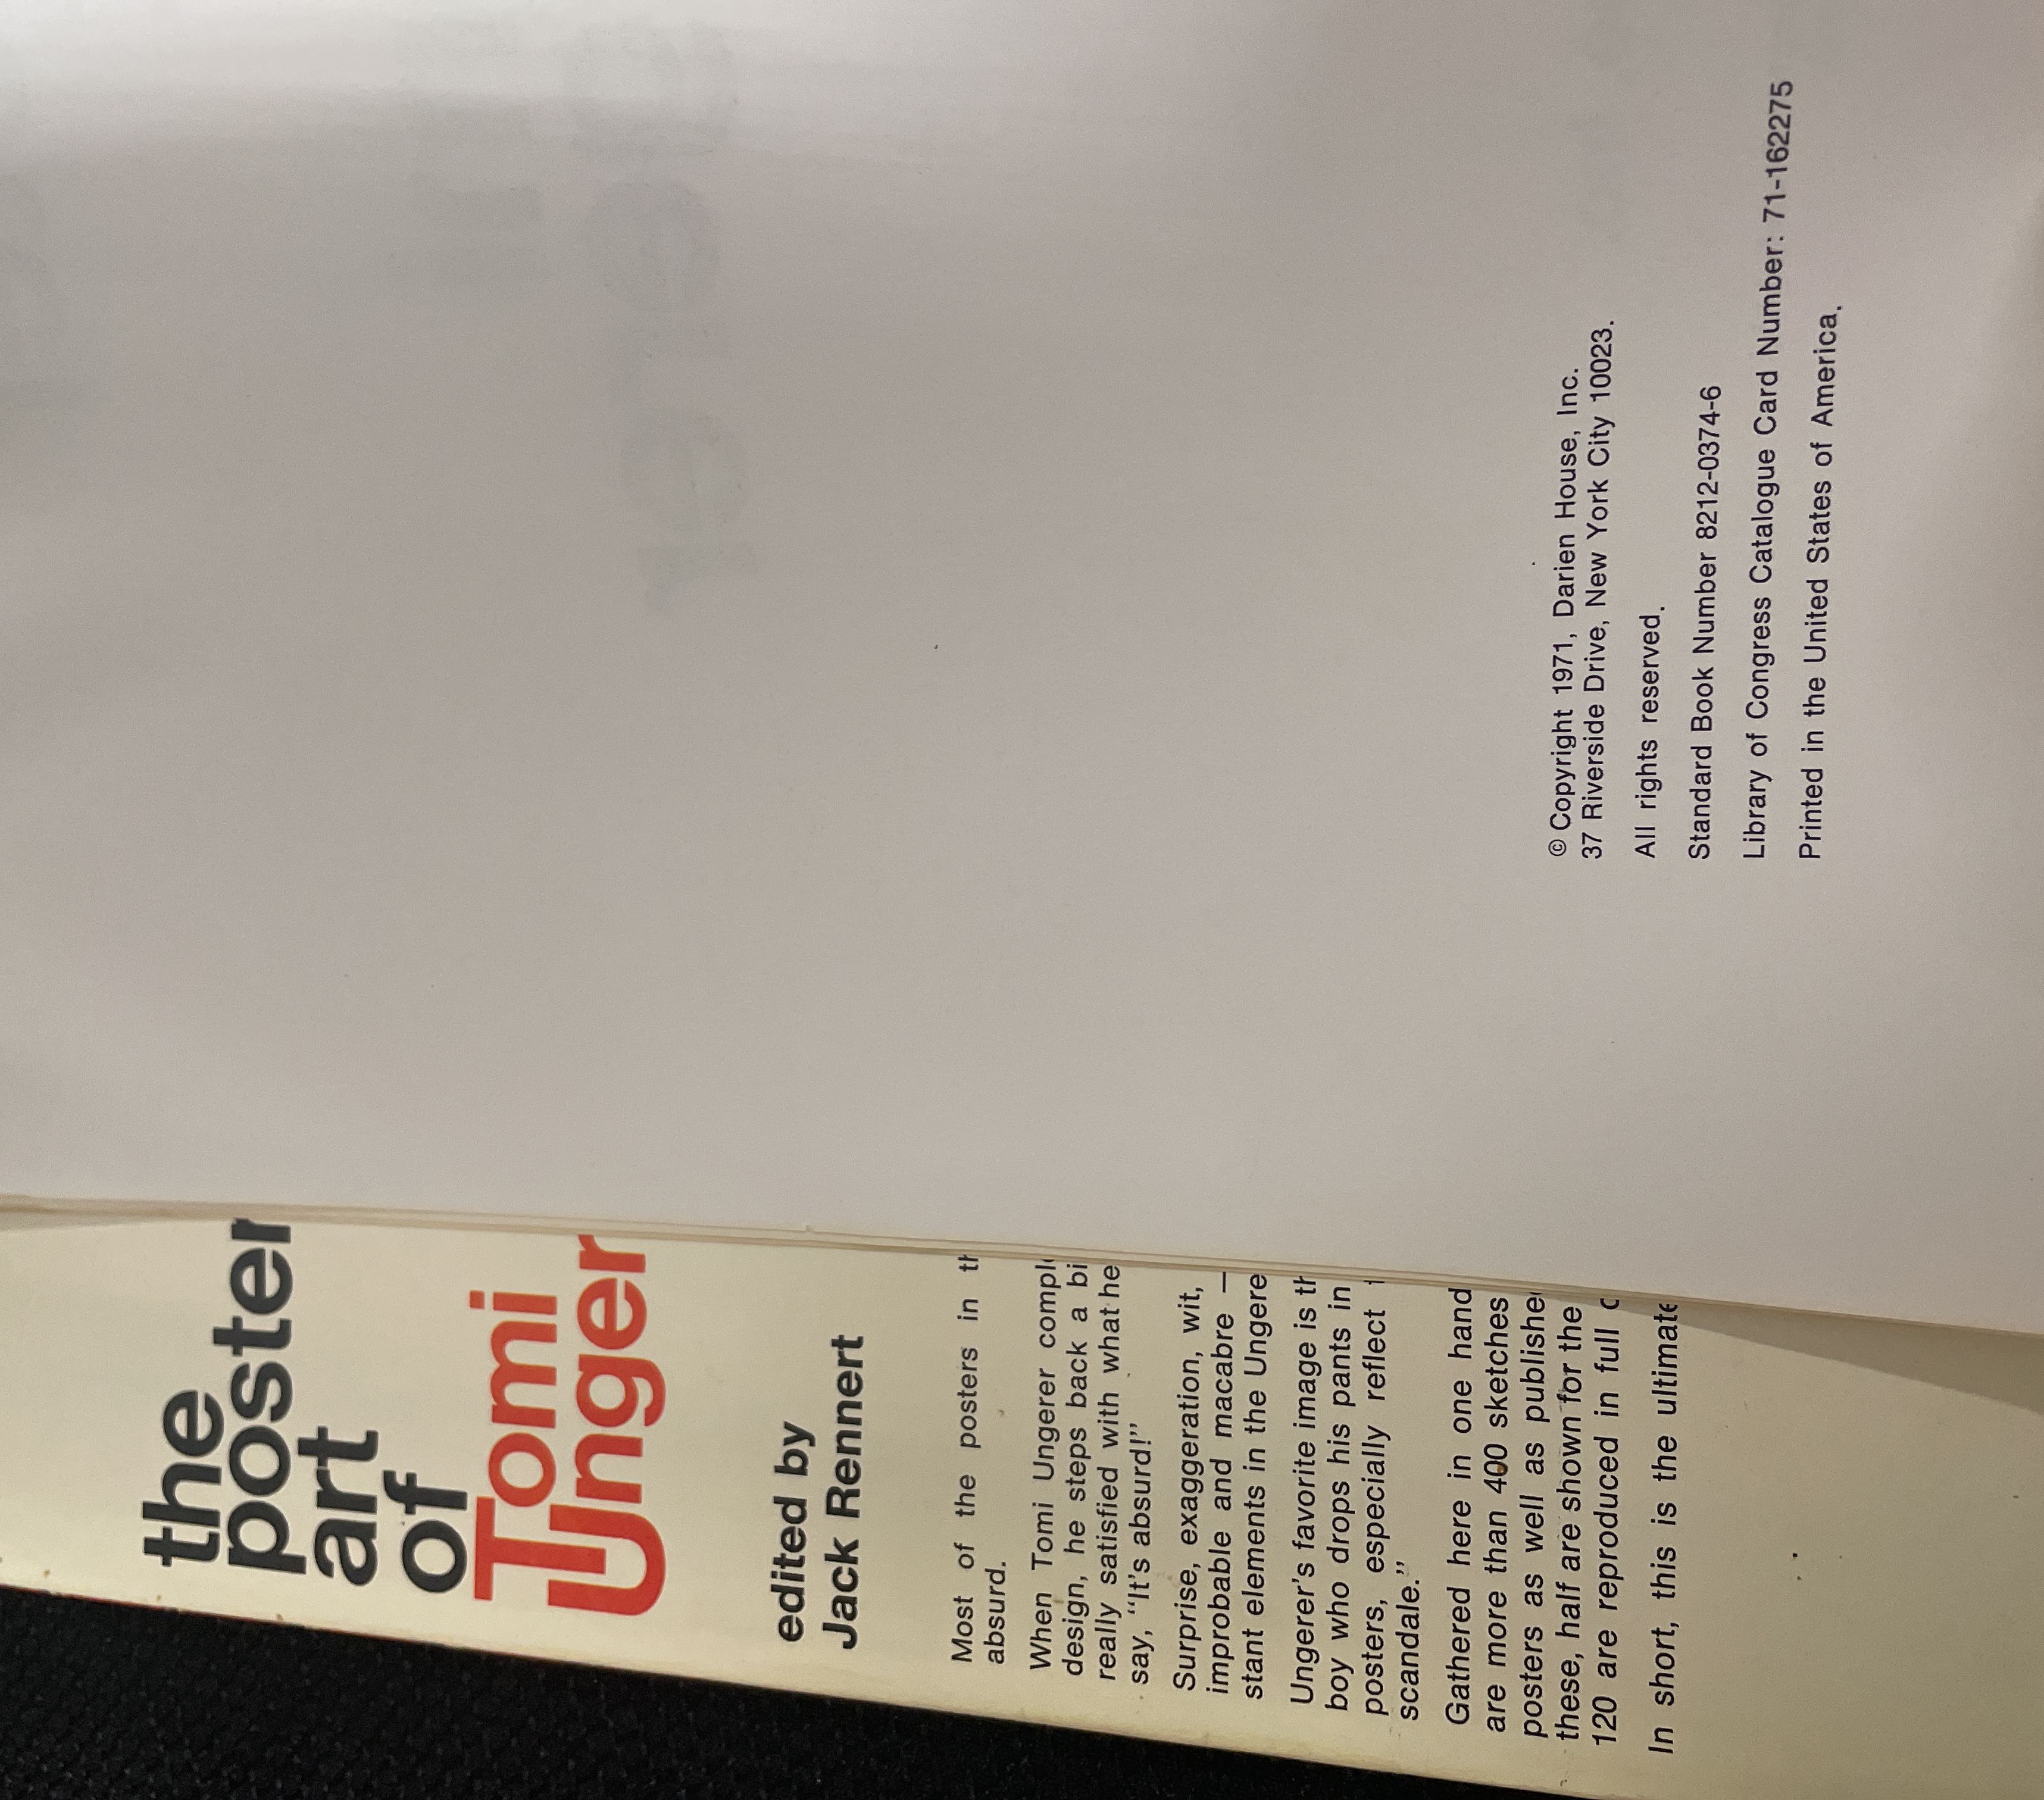 the
poster
art
of
Tomi
Ungerer
edited by
Jack Rennert
Most of the posters in
absurd.
When Tomi Ungerer
design, he steps back a
really satisfied with what he
say, “It's absurd!”
Surprise, exaggeration, wit,
improbable and macabre —
stant elements in the
Ungerer's favorite image is
boy who drops his pants in
posters, especially reflect
scandale.”
Gathered here in one hand
are more than 400 sketches
posters as well as
these, half are shown for the
120 are reproduced in full
In short, this is the
© Copyright 1971, Darien House, Inc.
37 Riverside Drive, New York City 10023.
All rights reserved.
Standard Book Number 8212-0374-6
Library of Congress Catalogue Card Number: 71-162275
Printed in the United States of America.